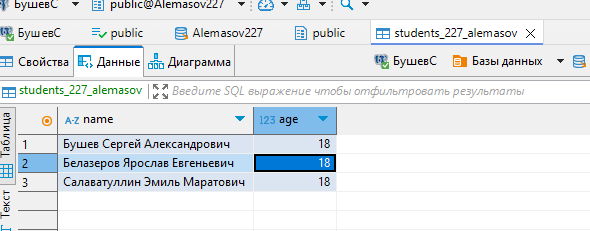 public@Alemasov227
БушевС public Alemasov227 public students_227_alemasov
Свойства Данные Диаграмма БушевС Базы данных
students_227_alemasov Введите SQL выражение чтобы отфильтровать результаты
Таблица
Текст
A-Z name 123 age
1 Бушев Сергей Александрович 18
2 Белазеров Ярослав Евгеньевич 18
3 Салаватуллин Эмиль Маратович 18